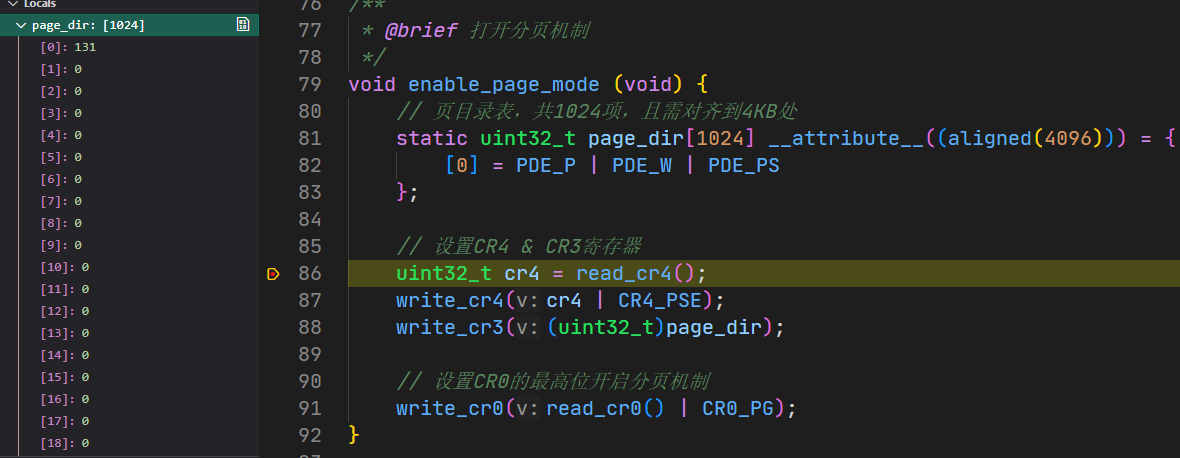 Locals
page_dir: [1024]
[0]: 131
[1]: 0
[2]: 0
[3]: 0
[4]: 0
[5]: 0
[6]: 0
[7]: 0
[8]: 0
[9]: 0
[10]: 0
[11]: 0
[12]: 0
[13]: 0
[14]: 0
[15]: 0
[16]: 0
[17]: 0
[18]: 0
76 /**
77  * @brief 打开分页机制
78  */
79 void enable_page_mode (void) {
80     // 页目录表，共1024项，且需对齐到4KB处
81     static uint32_t page_dir[1024] __attribute__((aligned(4096))) = {
82         [0] = PDE_P | PDE_W | PDE_PS
83     };
84
85     // 设置CR4 & CR3寄存器
86     uint32_t cr4 = read_cr4();
87     write_cr4(v: cr4 | CR4_PSE);
88     write_cr3(v: (uint32_t)page_dir);
89
90     // 设置CR0的最高位开启分页机制
91     write_cr0(v: read_cr0() | CR0_PG);
92 }